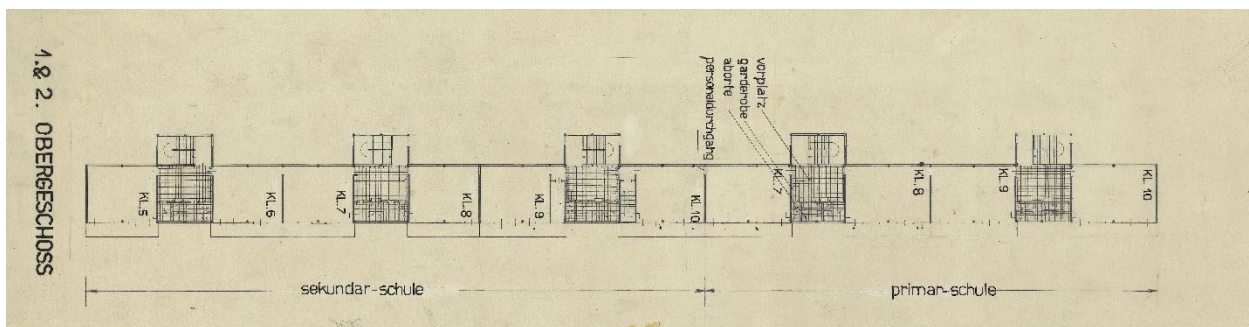 1.& 2. OBERGESCHOSS
vorplatz
garderobe
aborte
personaldurchgang
KL.5
KL.6
KL.7
KL.8
KL.9
KL.10
KL.7
KL.8
KL.9
KL.10
sekundar-schule
primar-schule